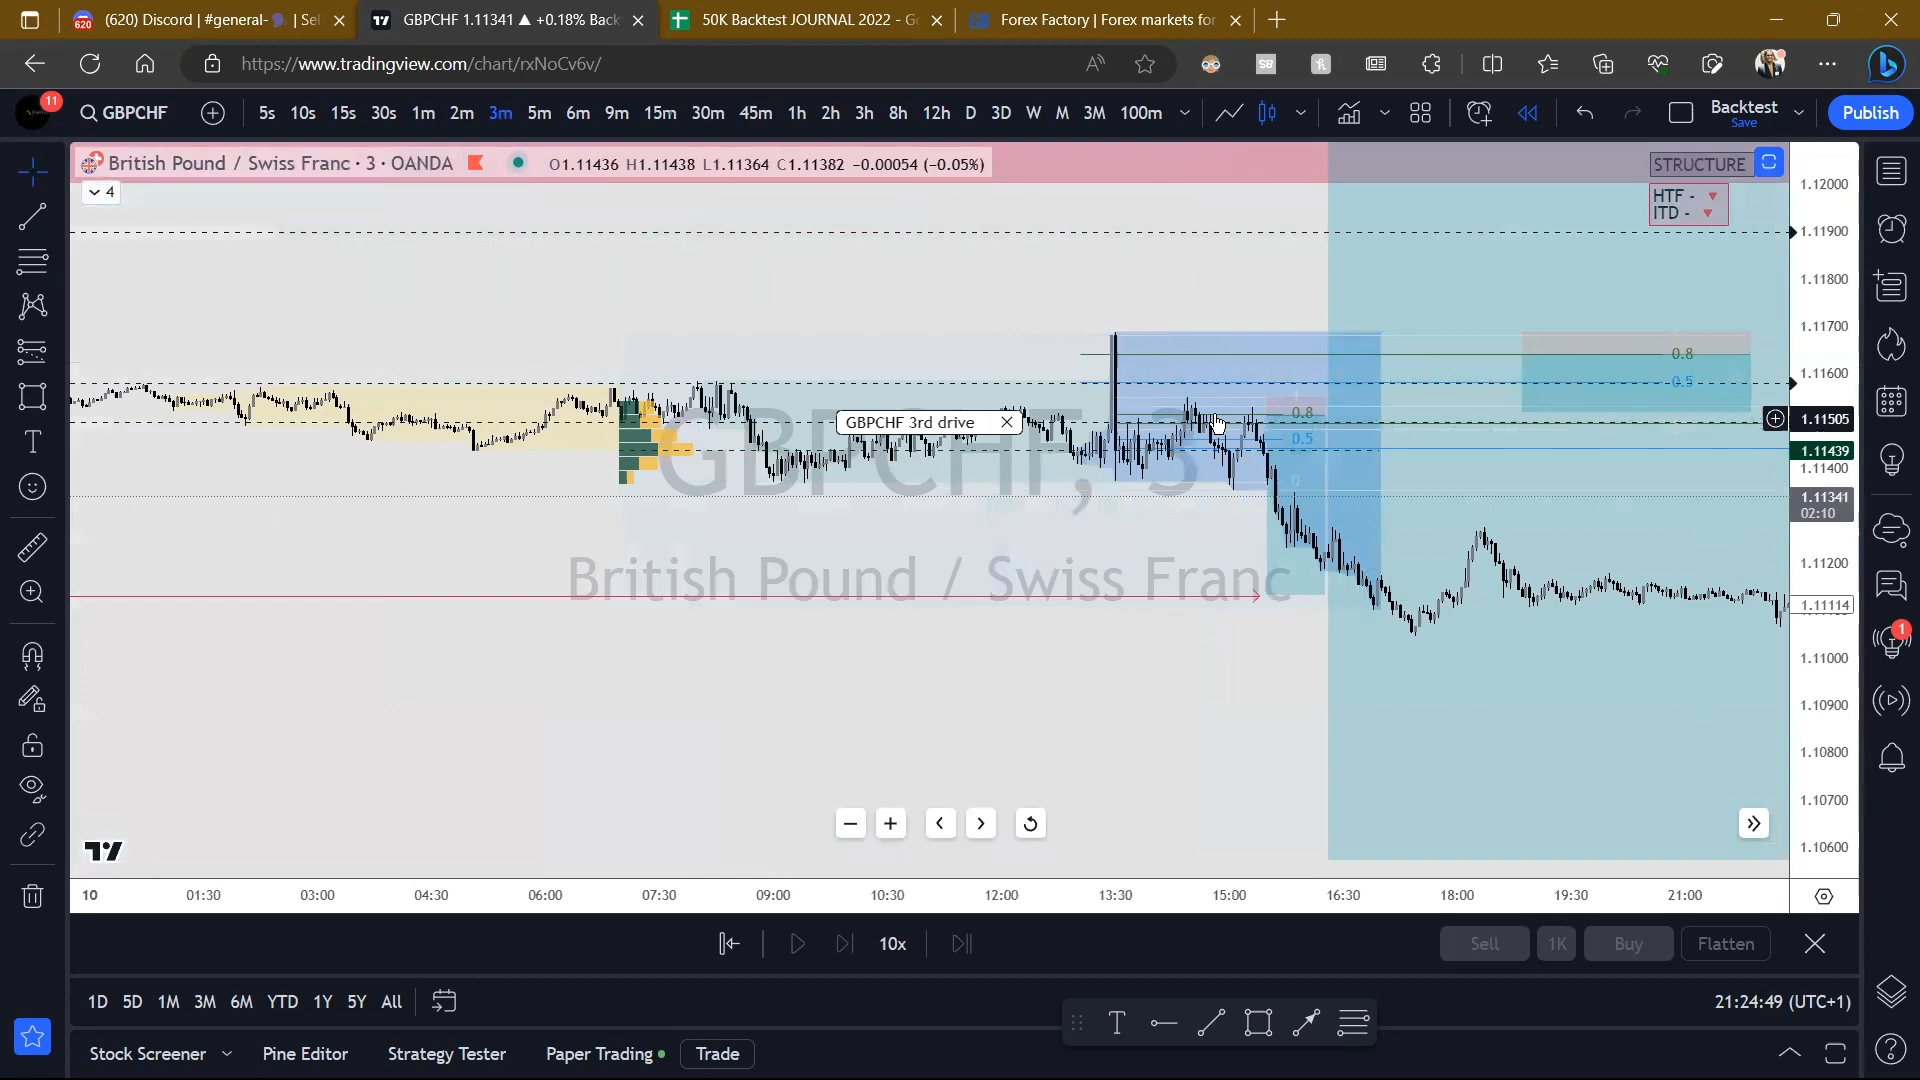 (620) Discord | #general- | Sel
GBPCHF 1.11341 ▲ +0.18% Back
50K Backtest JOURNAL 2022 - Go
Forex Factory | Forex markets for
https://www.tradingview.com/chart/rxNoCv6v/
11
GBPCHF
5s 10s 15s 30s 1m 2m 3m 5m 6m 9m 15m 30m 45m 1h 2h 3h 8h 12h D 3D W M 3M 100m
Backtest
Save
Publish
British Pound / Swiss Franc · 3 · OANDA
O1.11436 H1.11438 L1.11364 C1.11382 -0.00054 (-0.05%)
4
STRUCTURE
HTF - ▼
ITD - ▼
1.12000
1.11900
1.11800
1.11700
1.11600
1.11505
1.11439
1.11400
1.11341
02:10
1.11200
1.11114
1.11000
1.10900
1.10800
1.10700
1.10600
0.8
0.5
0.8
0.5
0
GBPCHF 3rd drive
GBPCHF, 3
British Pound / Swiss Franc
10 01:30 03:00 04:30 06:00 07:30 09:00 10:30 12:00 13:30 15:00 16:30 18:00 19:30 21:00
10x
Sell 1K Buy Flatten
1D 5D 1M 3M 6M YTD 1Y 5Y All
21:24:49 (UTC+1)
Stock Screener Pine Editor Strategy Tester Paper Trading Trade
1